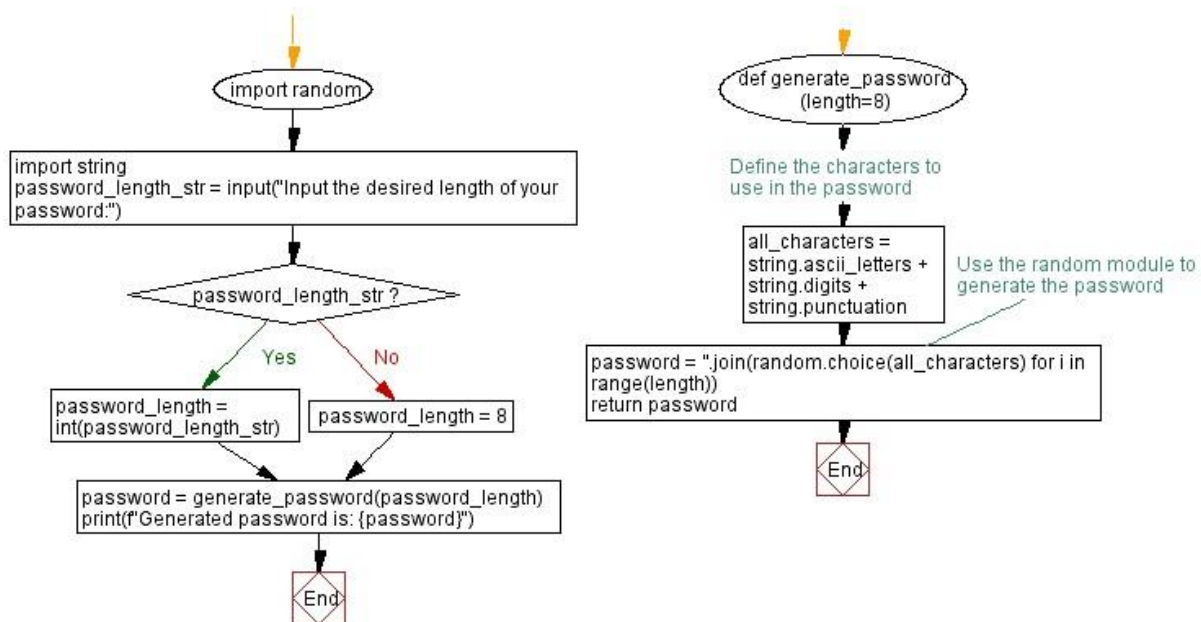 import random
import string
password_length_str = input("Input the desired length of your
password:")
password_length_str ?
Yes
No
password_length =
int(password_length_str)
password_length = 8
password = generate_password(password_length)
print(f"Generated password is: {password}")
End
def generate_password
(length=8)
Define the characters to
use in the password
all_characters =
string.ascii_letters +
string.digits +
string.punctuation
Use the random module to
generate the password
password = ''.join(random.choice(all_characters) for i in
range(length))
return password
End